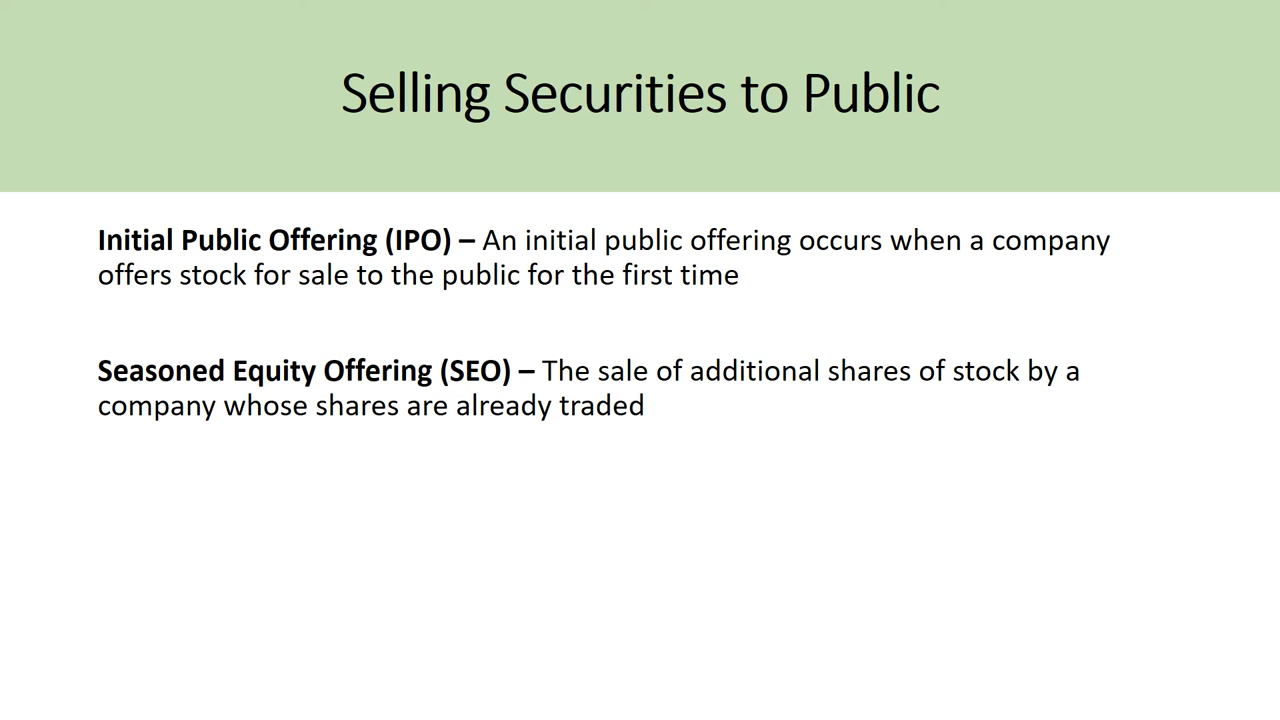 Selling Securities to Public
Initial Public Offering (IPO) – An initial public offering occurs when a company
offers stock for sale to the public for the first time
Seasoned Equity Offering (SEO) – The sale of additional shares of stock by a
company whose shares are already traded